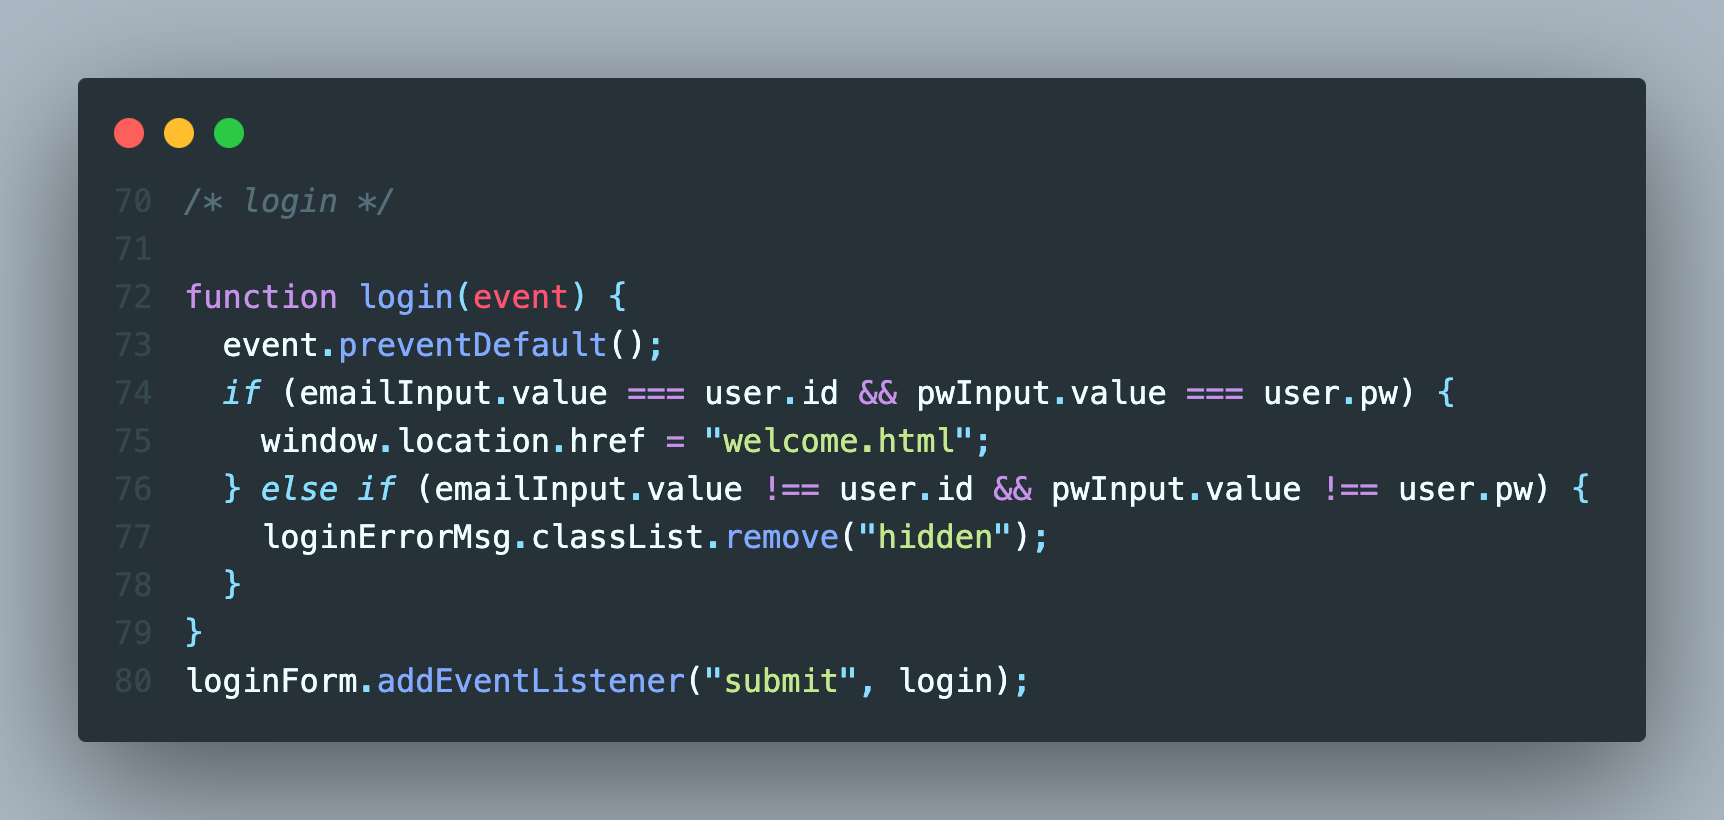 70 /* login */
71
72 function login(event) {
73   event.preventDefault();
74   if (emailInput.value === user.id && pwInput.value === user.pw) {
75     window.location.href = "welcome.html";
76   } else if (emailInput.value !== user.id && pwInput.value !== user.pw) {
77     loginErrorMsg.classList.remove("hidden");
78   }
79 }
80 loginForm.addEventListener("submit", login);